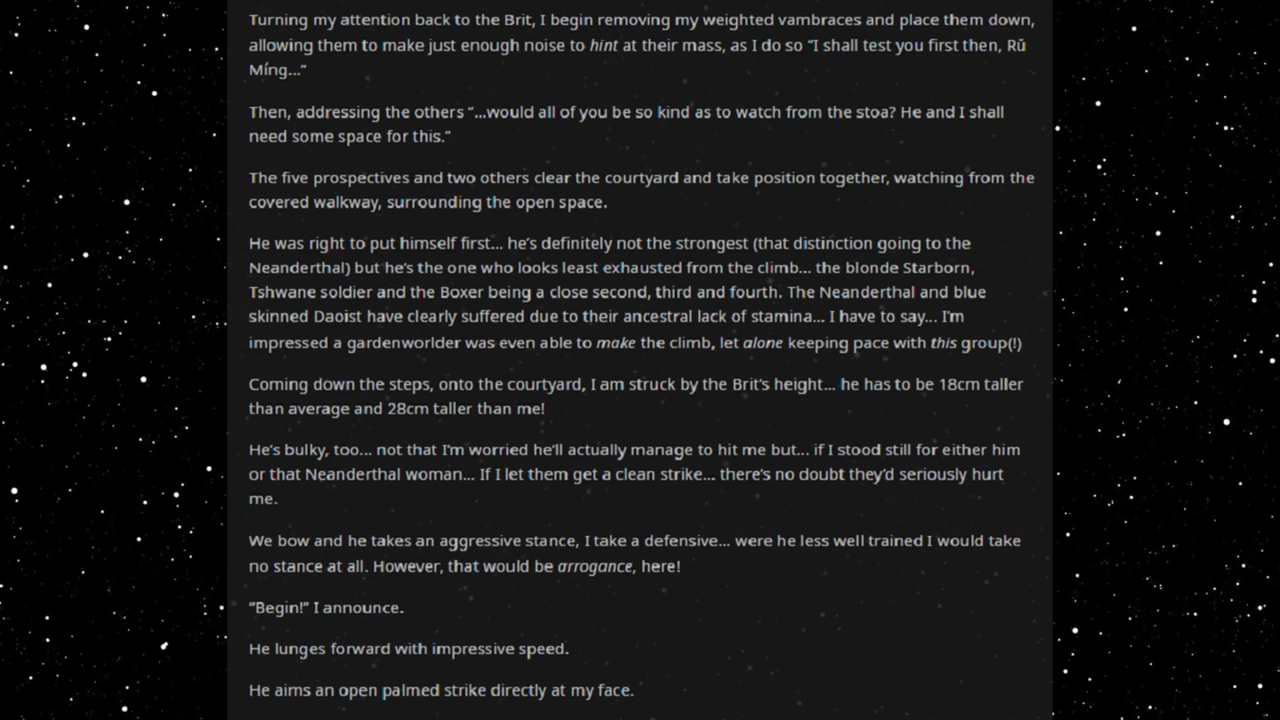 Turning my attention back to the Brit, I begin removing my weighted vambraces and place them down,
allowing them to make just enough noise to hint at their mass, as I do so “I shall test you first then, Rǔ
Míng...”
Then, addressing the others “...would all of you be so kind as to watch from the stoa? He and I shall
need some space for this.”
The five prospectives and two others clear the courtyard and take position together, watching from the
covered walkway, surrounding the open space.
He was right to put himself first... he’s definitely not the strongest (that distinction going to the
Neanderthal) but he’s the one who looks least exhausted from the climb... the blonde Starborn,
Tshwane soldier and the Boxer being a close second, third and fourth. The Neanderthal and blue
skinned Daoist have clearly suffered due to their ancestral lack of stamina... I have to say... I’m
impressed a gardenworlder was even able to make the climb, let alone keeping pace with this group(!)
Coming down the steps, onto the courtyard, I am struck by the Brit’s height... he has to be 18cm taller
than average and 28cm taller than me!
He’s bulky, too... not that I’m worried he’ll actually manage to hit me but... if I stood still for either him
or that Neanderthal woman... If I let them get a clean strike... there’s no doubt they’d seriously hurt
me.
We bow and he takes an aggressive stance, I take a defensive... were he less well trained I would take
no stance at all. However, that would be arrogance, here!
“Begin!” I announce.
He lunges forward with impressive speed.
He aims an open palmed strike directly at my face.